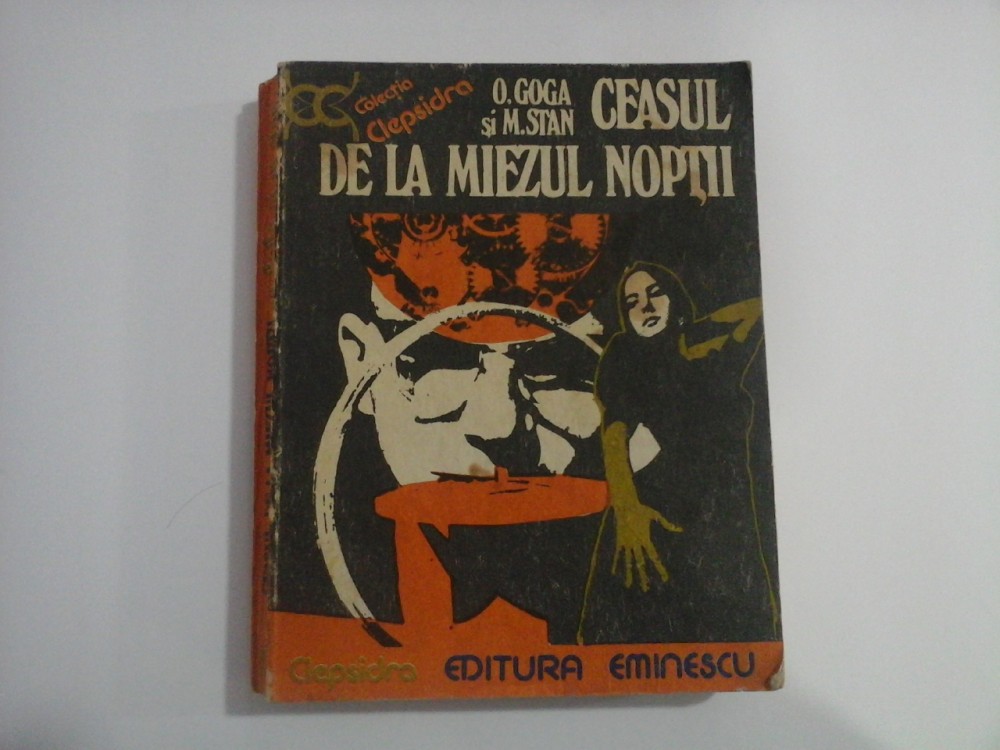 Colecția
Clepsidra
O. GOGA
și M. STAN
CEASUL
DE LA MIEZUL NOPȚII
Clepsidra
EDITURA EMINESCU